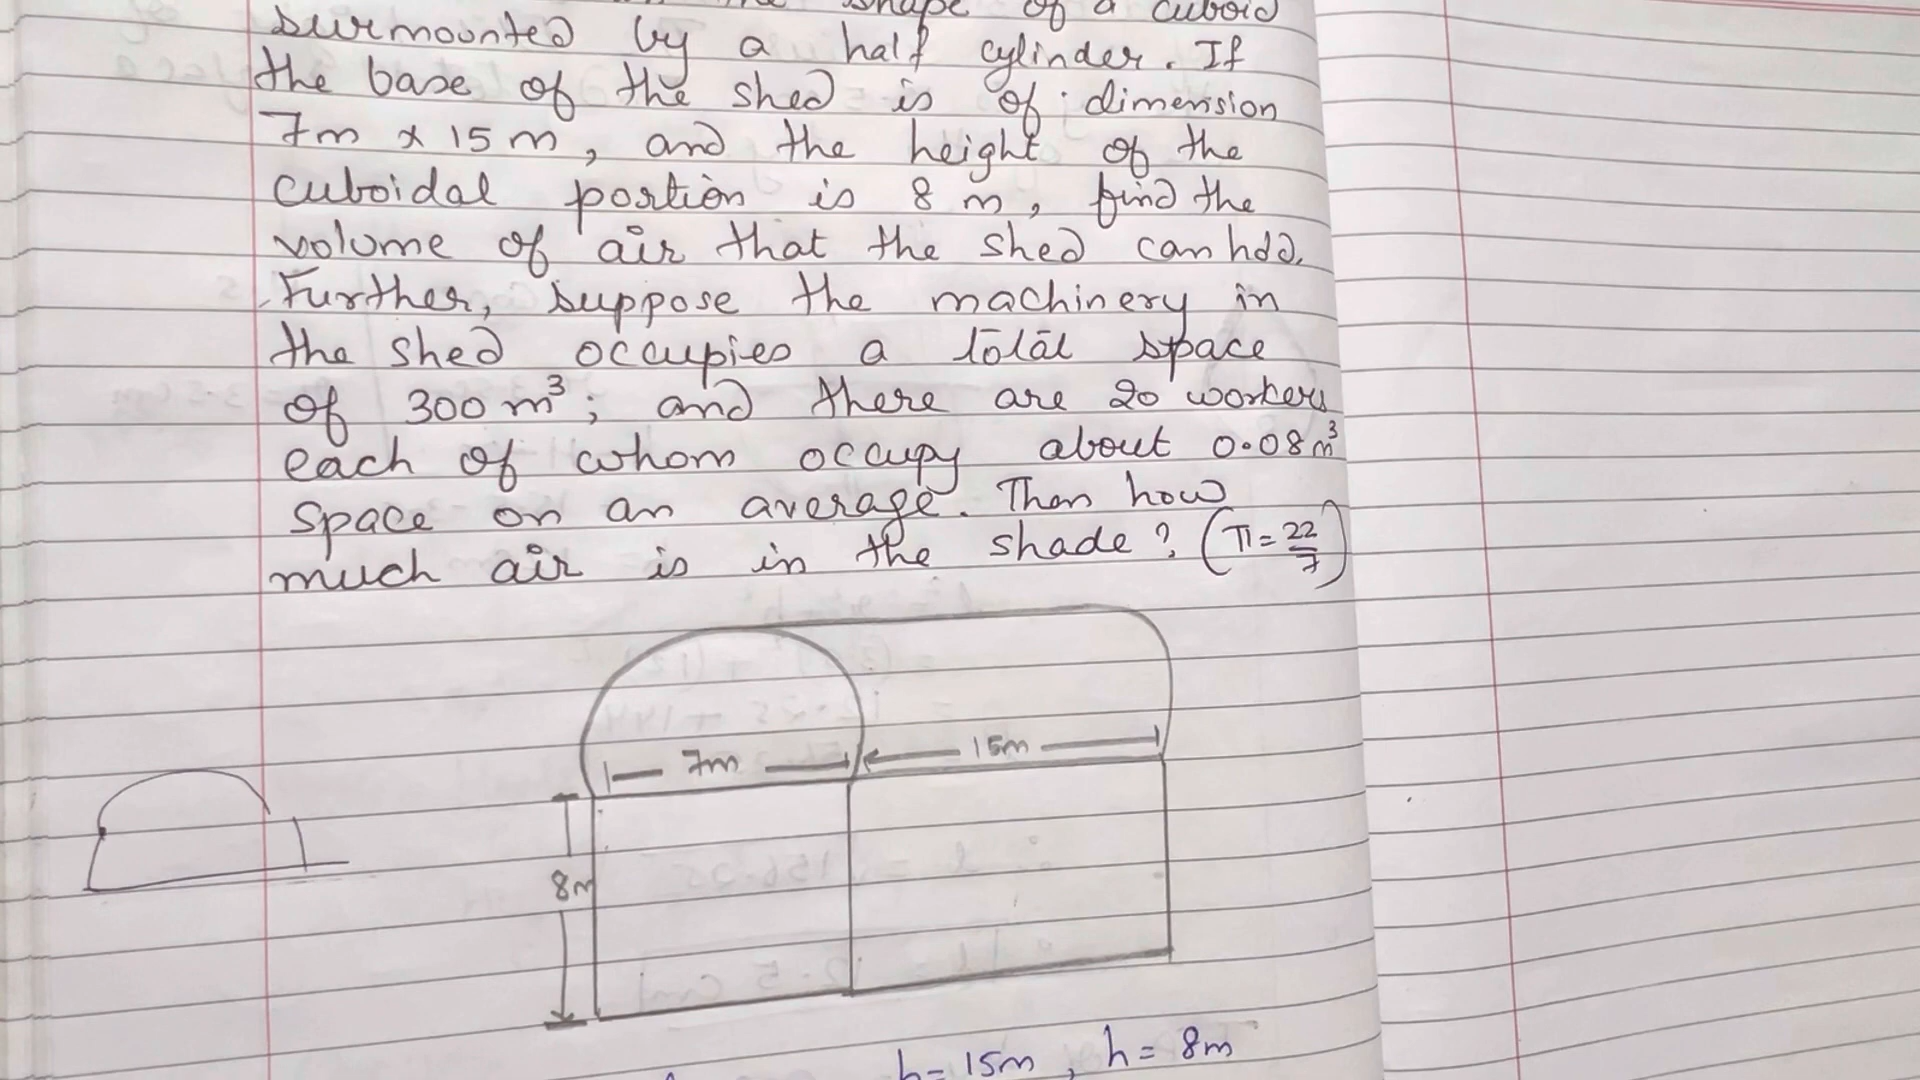 shape of a cuboid
surmounted by a half cylinder. If
the base of the shed is of dimension
7m x 15 m, and the height of the
cuboidal portion is 8 m, find the
volume of air that the shed can hold.
Further, suppose the machinery in
the shed occupies a total space
of 300 m³; and there are 20 workers
each of whom occupy about 0.08 m³
space on an average. Then how
much air is in the shade? (π = 22/7)
7m 15m
8m
b= 15m, h= 8m